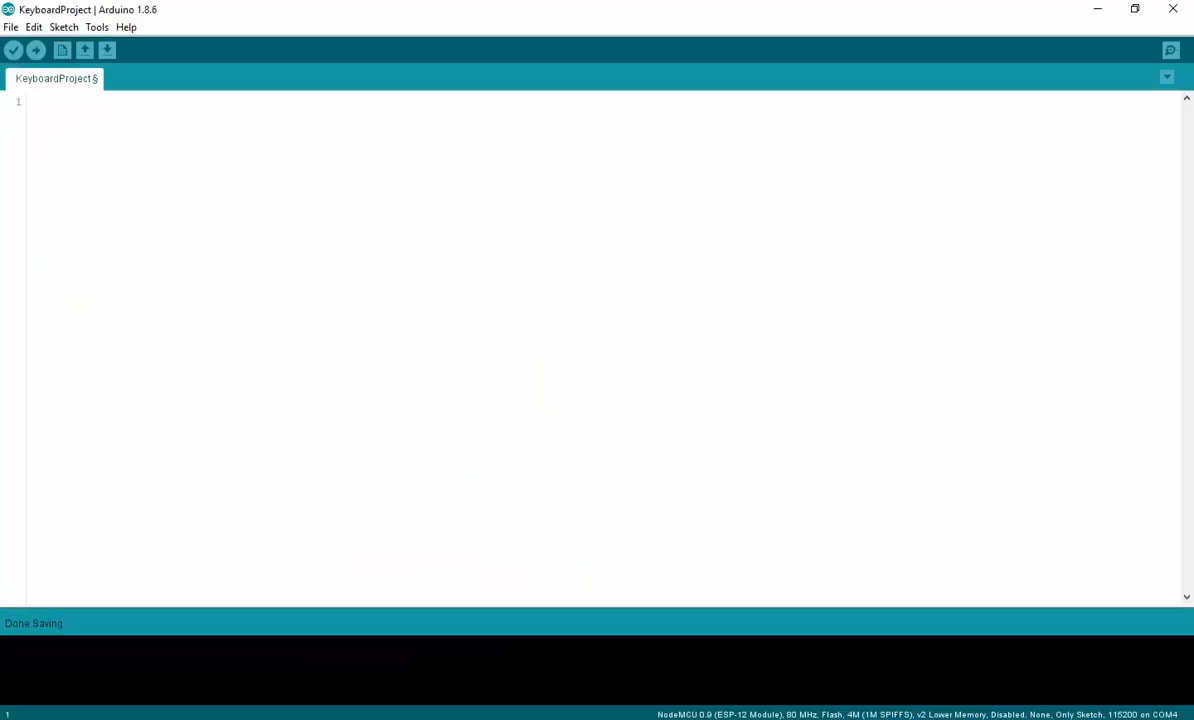 KeyboardProject | Arduino 1.8.6
File Edit Sketch Tools Help
KeyboardProject§
1
Done Saving.
1 NodeMCU 0.9 (ESP-12 Module), 80 MHz, Flash, 4M (1M SPIFFS), v2 Lower Memory, Disabled, None, Only Sketch, 115200 on COM4